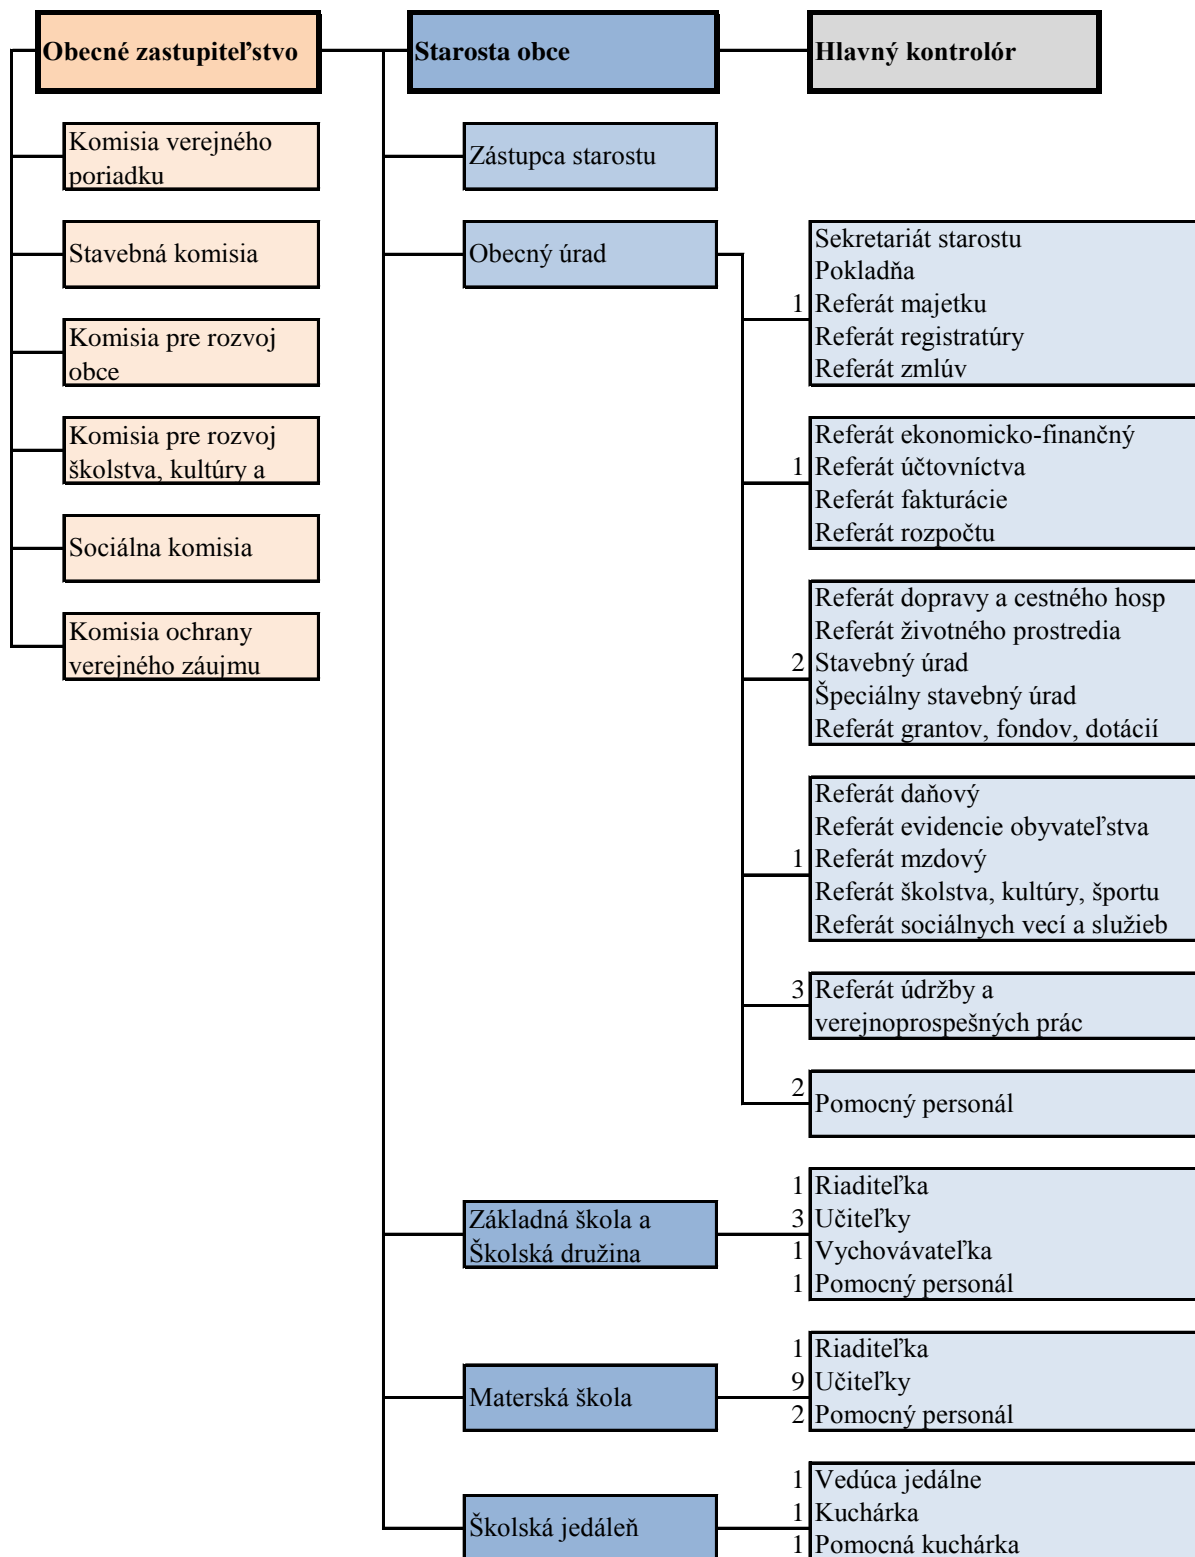 Obecné zastupiteľstvo
Starosta obce
Hlavný kontrolór
Komisia verejného
poriadku
Stavebná komisia
Komisia pre rozvoj
obce
Komisia pre rozvoj
školstva, kultúry a
Sociálna komisia
Komisia ochrany
verejného záujmu
Zástupca starostu
Obecný úrad
Sekretariát starostu
Pokladňa
1 Referát majetku
Referát registratúry
Referát zmlúv
Referát ekonomicko-finančný
1 Referát účtovníctva
Referát fakturácie
Referát rozpočtu
Referát dopravy a cestného hosp
Referát životného prostredia
2 Stavebný úrad
Špeciálny stavebný úrad
Referát grantov, fondov, dotácií
Referát daňový
Referát evidencie obyvateľstva
1 Referát mzdový
Referát školstva, kultúry, športu
Referát sociálnych vecí a služieb
3 Referát údržby a
verejnoprospešných prác
2 Pomocný personál
Základná škola a
Školská družina
1 Riaditeľka
3 Učiteľky
1 Vychovávateľka
1 Pomocný personál
Materská škola
1 Riaditeľka
9 Učiteľky
2 Pomocný personál
Školská jedáleň
1 Vedúca jedálne
1 Kuchárka
1 Pomocná kuchárka